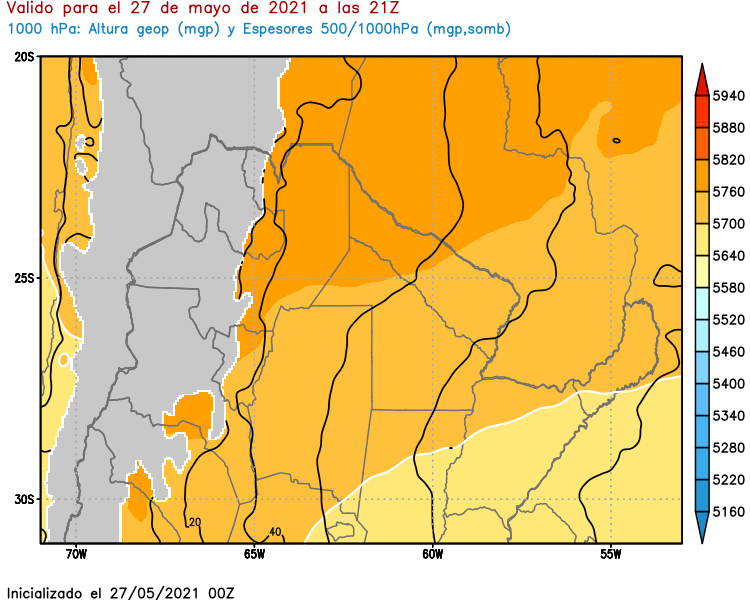 Valido para el 27 de mayo de 2021 a las 21Z
1000 hPa: Altura geop (mgp) y Espesores 500/1000hPa (mgp,somb)
20S
25S
30S
70W
65W
60W
55W
20
40
5940
5880
5820
5760
5700
5640
5580
5520
5460
5400
5340
5280
5220
5160
Inicializado el 27/05/2021 00Z